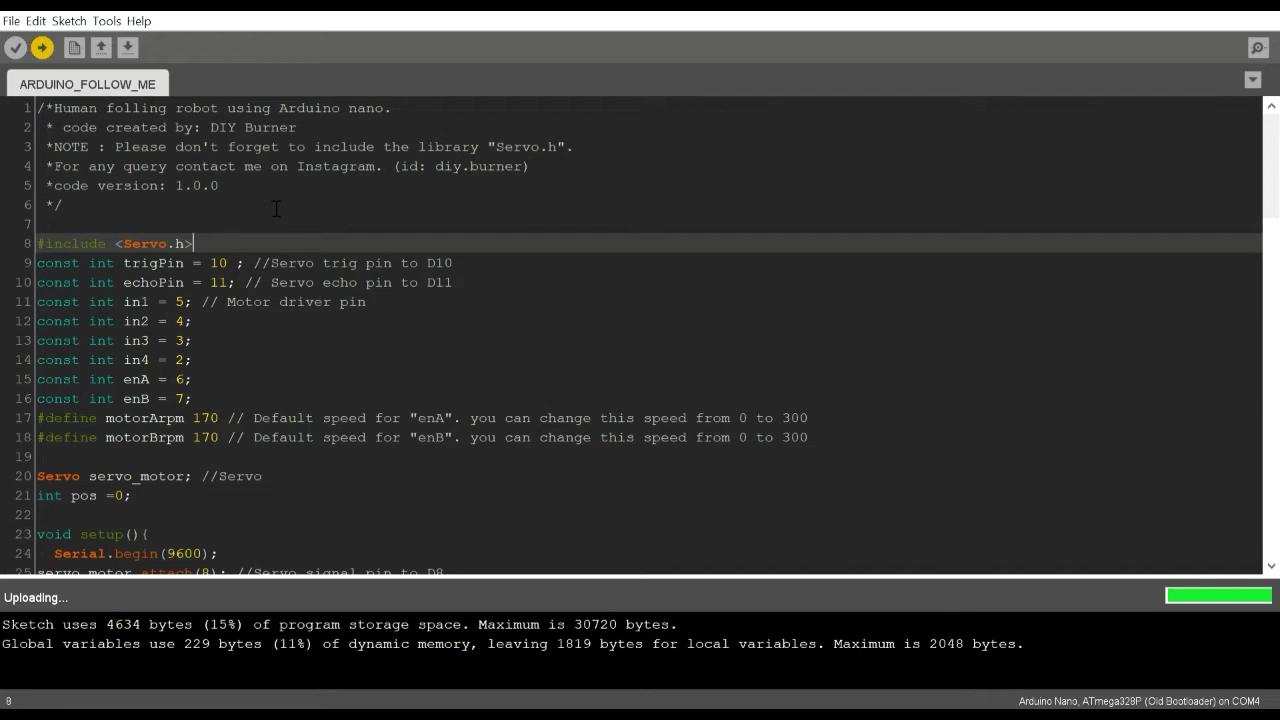 File Edit Sketch Tools Help
ARDUINO_FOLLOW_ME
1 /*Human folling robot using Arduino nano.
2 * code created by: DIY Burner
3 *NOTE : Please don't forget to include the library "Servo.h".
4 *For any query contact me on Instagram. (id: diy.burner)
5 *code version: 1.0.0
6 */
7
8 #include <Servo.h>
9 const int trigPin = 10 ; //Servo trig pin to D10
10 const int echoPin = 11; // Servo echo pin to D11
11 const int in1 = 5; // Motor driver pin
12 const int in2 = 4;
13 const int in3 = 3;
14 const int in4 = 2;
15 const int enA = 6;
16 const int enB = 7;
17 #define motorArpm 170 // Default speed for "enA". you can change this speed from 0 to 300
18 #define motorBrpm 170 // Default speed for "enB". you can change this speed from 0 to 300
19
20 Servo servo_motor; //Servo
21 int pos =0;
22
23 void setup(){
24 Serial.begin(9600);
25 servo_motor.attach(8); //Servo signal pin to D8
Uploading...
Sketch uses 4634 bytes (15%) of program storage space. Maximum is 30720 bytes.
Global variables use 229 bytes (11%) of dynamic memory, leaving 1819 bytes for local variables. Maximum is 2048 bytes.
8
Arduino Nano, ATmega328P (Old Bootloader) on COM4